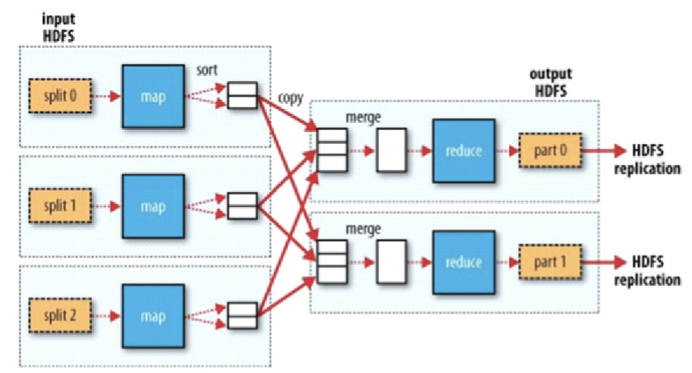 input
HDFS
sort
split 0
map
copy
output
HDFS
merge
reduce
part 0
HDFS
replication
split 1
map
merge
reduce
part 1
HDFS
replication
split 2
map